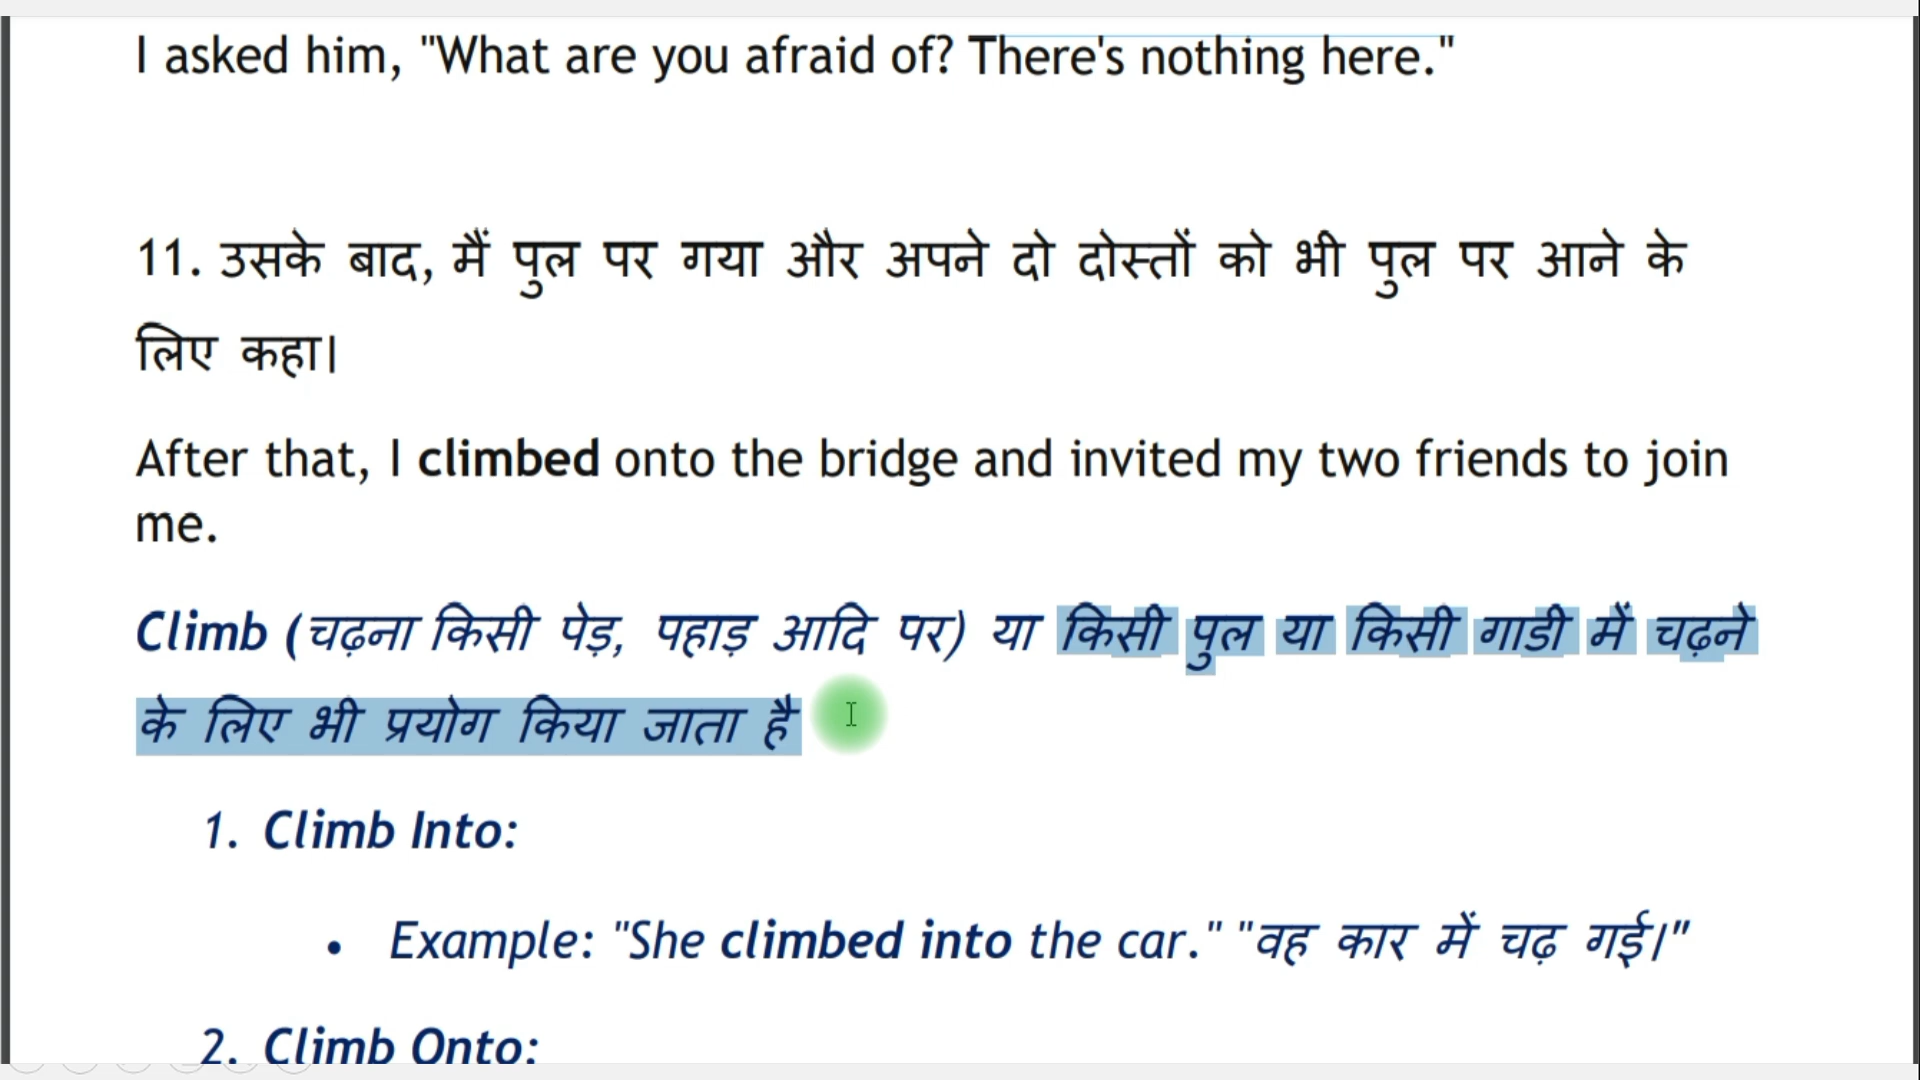 I asked him, "What are you afraid of? There's nothing here."
11. उसके बाद, मैं पुल पर गया और अपने दो दोस्तों को भी पुल पर आने के
लिए कहा।
After that, I climbed onto the bridge and invited my two friends to join
me.
Climb (चढ़ना किसी पेड़, पहाड़ आदि पर) या किसी पुल या किसी गाडी में चढ़ने
के लिए भी प्रयोग किया जाता है
1. Climb Into:
• Example: "She climbed into the car." "वह कार में चढ़ गई।"
2. Climb Onto: